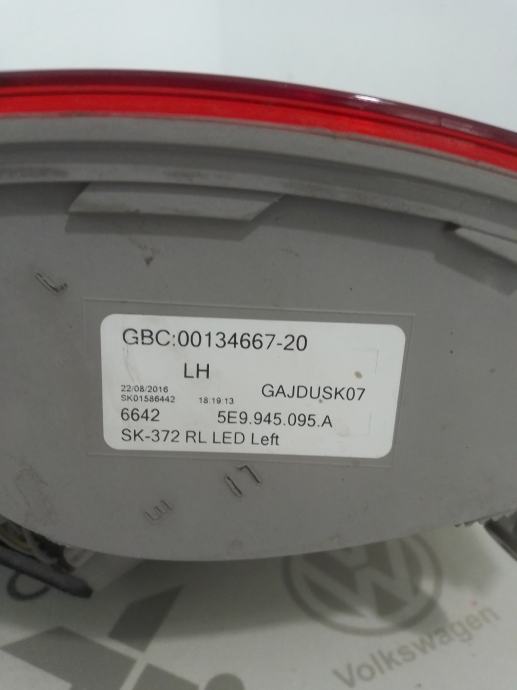 GBC:00134667-20
LH
22/08/2016 18:19:13 GAJDUSK07
SK01586442
6642 5E9.945.095.A
SK-372 RL LED Left
Volkswagen